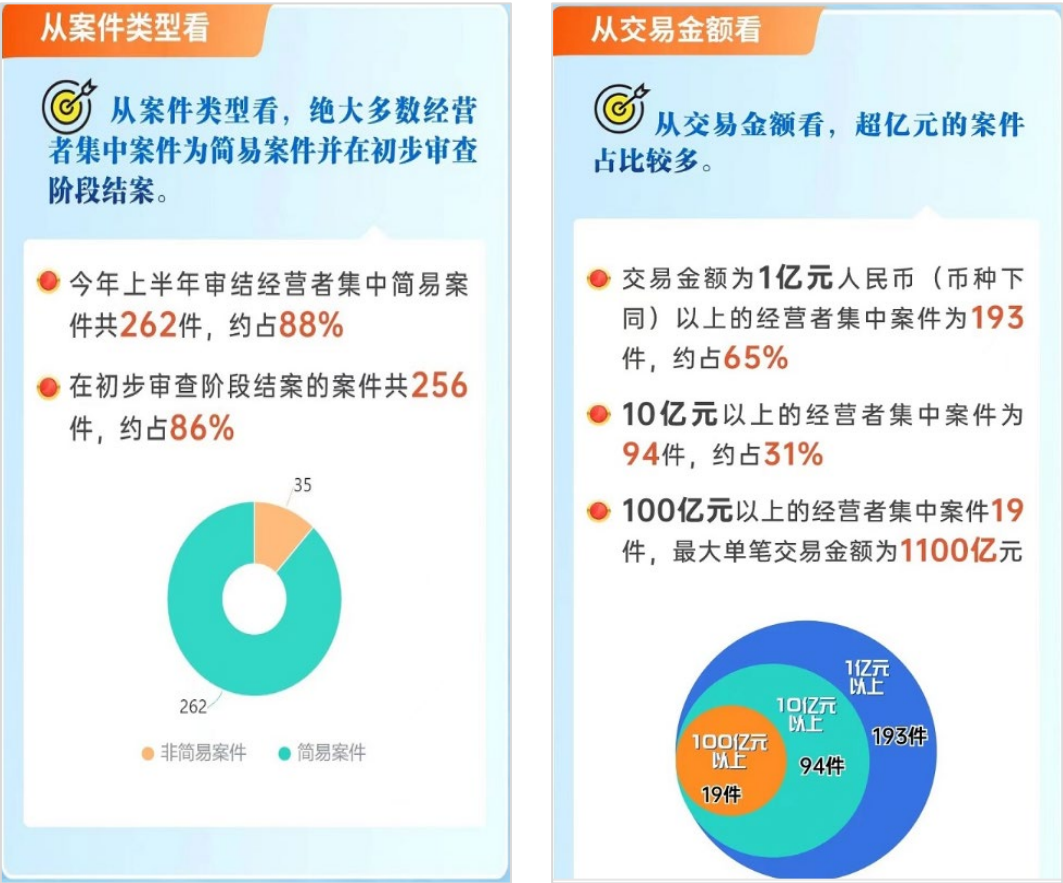 从案件类型看
从案件类型看，绝大多数经营
者集中案件为简易案件并在初步审查
阶段结案。
今年上半年审结经营者集中简易案
件共262件，约占88%
在初步审查阶段结案的案件共256
件，约占86%
35
262
非简易案件
简易案件
从交易金额看
从交易金额看，超亿元的案件
占比较多。
交易金额为1亿元人民币（币种下
同）以上的经营者集中案件为193
件，约占65%
10亿元以上的经营者集中案件为
94件，约占31%
100亿元以上的经营者集中案件19
件，最大单笔交易金额为1100亿元
1亿元
以上
193件
10亿元
以上
94件
100亿元
以上
19件